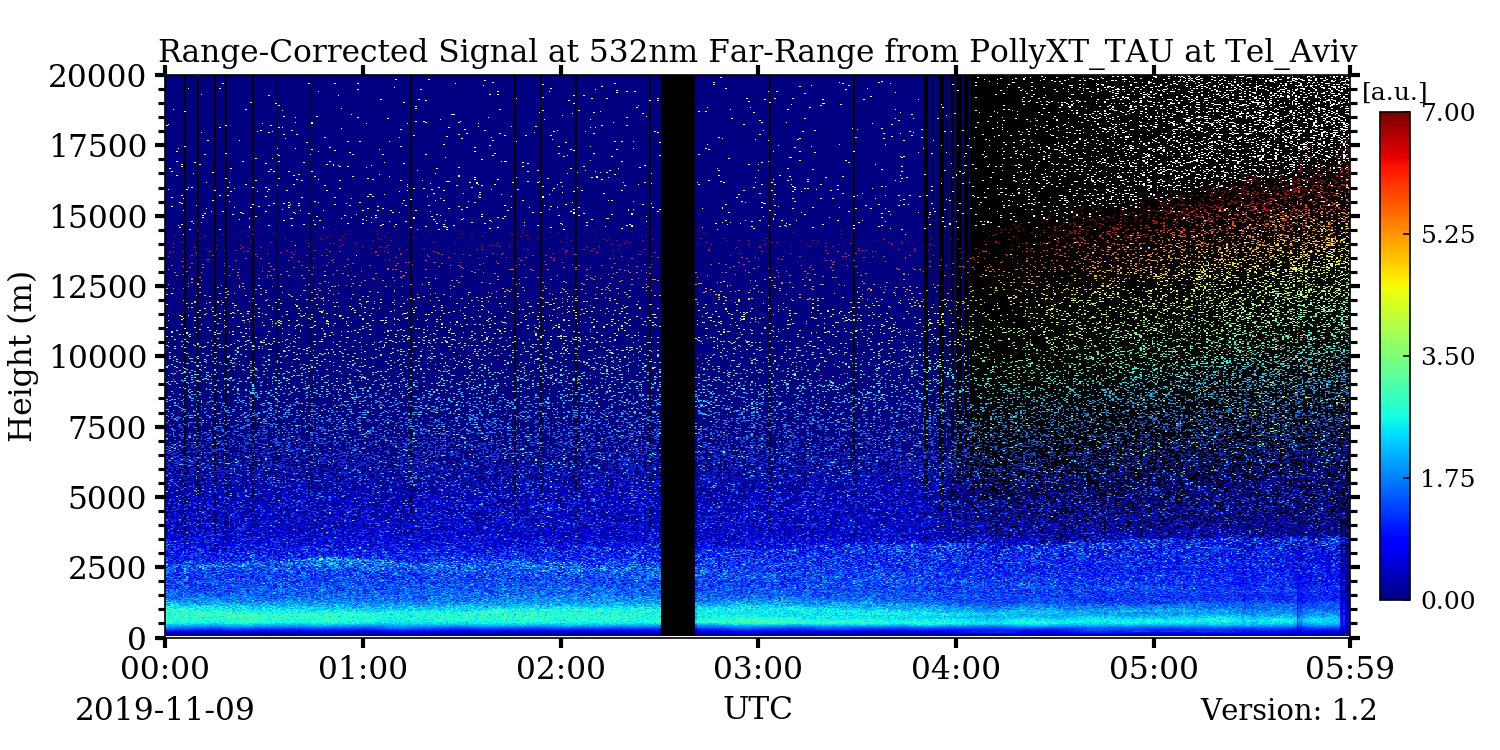 Range-Corrected Signal at 532nm Far-Range from PollyXT_TAU at Tel_Aviv
20000
17500
15000
12500
10000
7500
5000
2500
0
Height (m)
[a.u.]
7.00
5.25
3.50
1.75
0.00
00:00 01:00 02:00 03:00 04:00 05:00 05:59
2019-11-09 UTC Version: 1.2